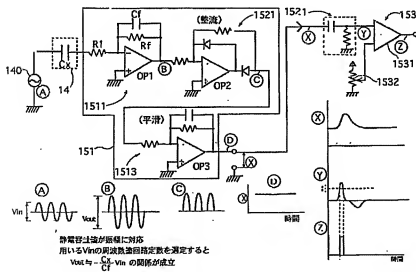 Cf
(整流)
1521
R1
Rf
Cx
140
A
14
OP1
B
OP2
C
1511
(平滑)
151
1513
OP3
D
X
1521
X
Y
153
1531
Z
1532
A
Vin
B
Vout
C
X
D
時間
X
Y
Z
時間
静電容量値が振幅に対応
用いるVinの周波数値回路定数を選定すると
Vout≒-Cx/Cf Vin の関係が成立